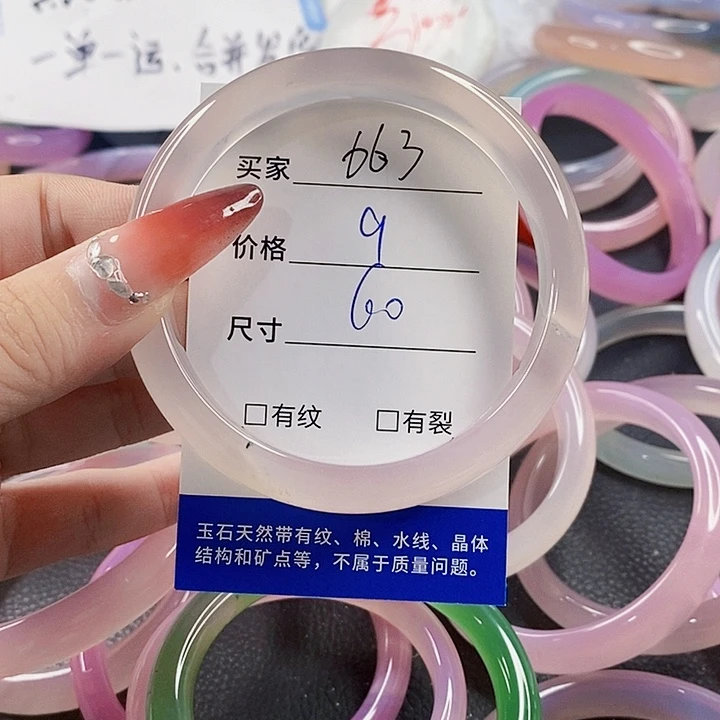 一单一运、合并发货
买家 663
价格 9
尺寸 60
□有纹 □有裂
玉石天然带有纹、棉、水线、晶体
结构和矿点等，不属于质量问题。